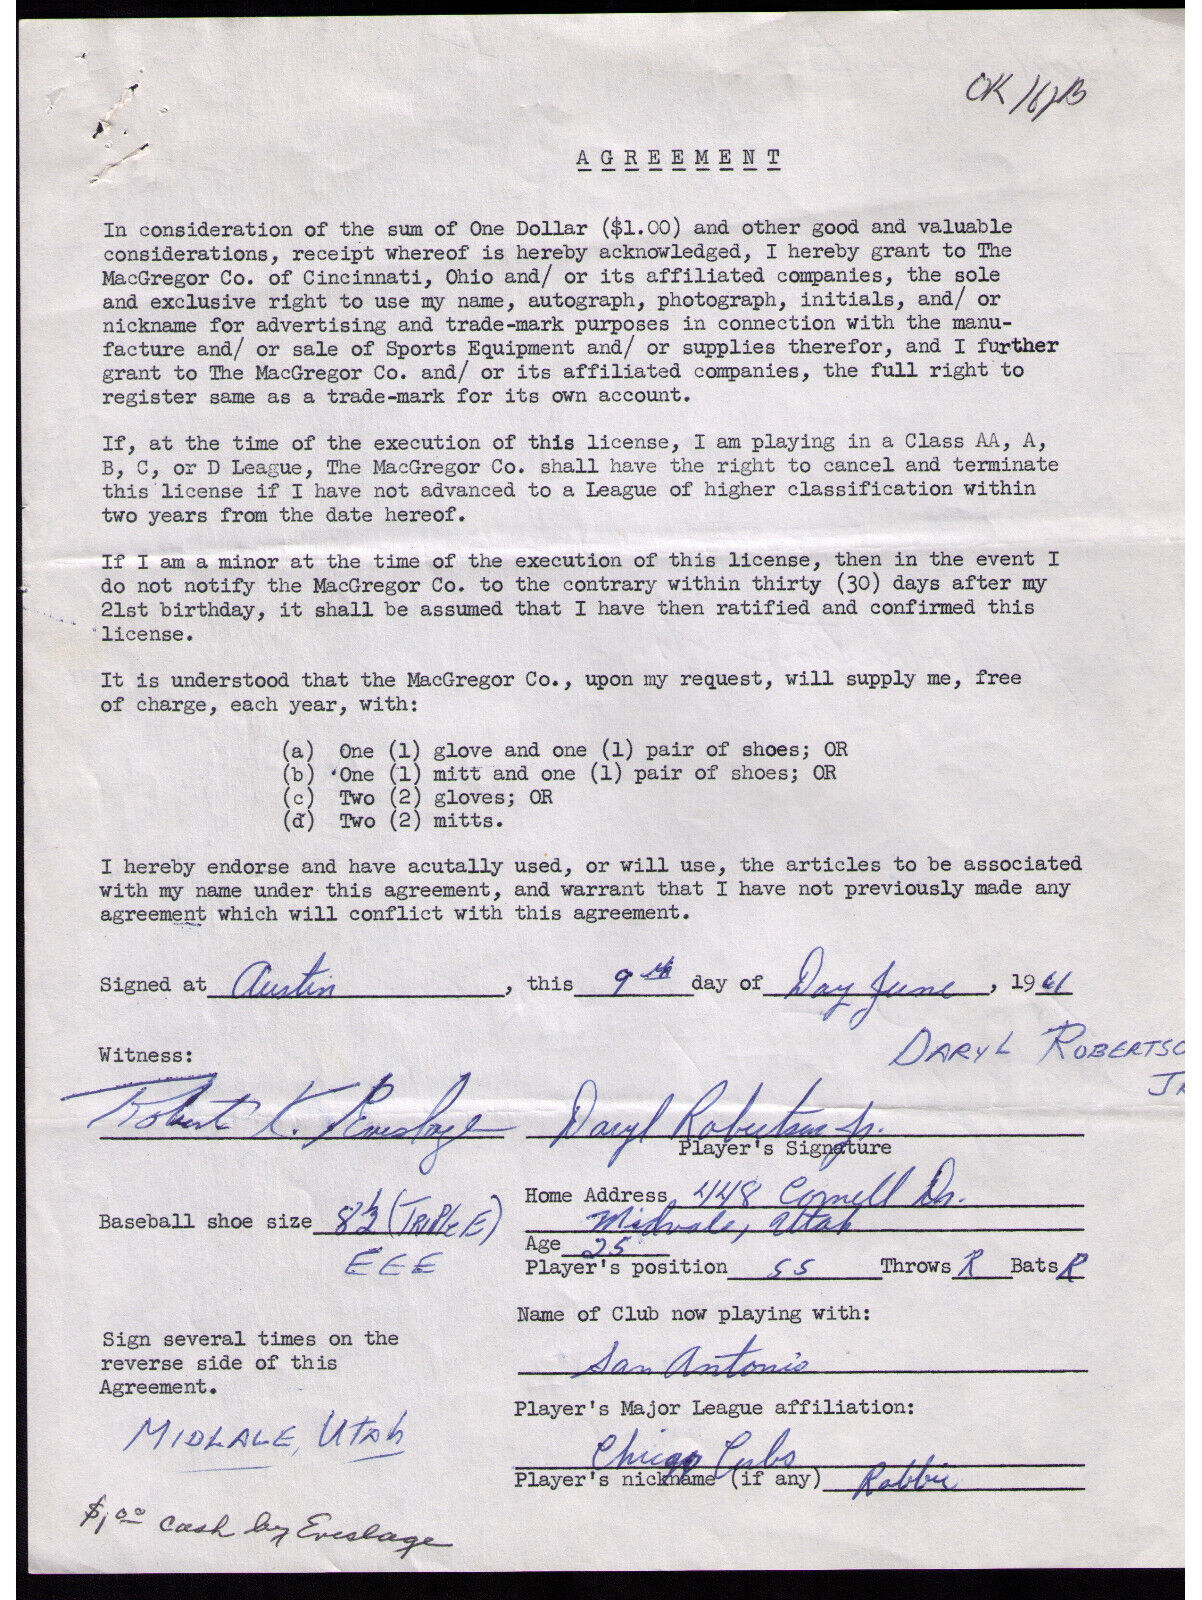 OK
AGREEMENT
In consideration of the sum of One Dollar ($1.00) and other good and valuable
considerations, receipt whereof is hereby acknowledged, I hereby grant to The
MacGregor Co. of Cincinnati, Ohio and/ or its affiliated companies, the sole
and exclusive right to use my name, autograph, photograph, initials, and/ or
nickname for advertising and trade-mark purposes in connection with the manu-
facture and/ or sale of Sports Equipment and/ or supplies therefor, and I further
grant to The MacGregor Co. and/ or its affiliated companies, the full right to
register same as a trade-mark for its own account.
If, at the time of the execution of this license, I am playing in a Class AA, A,
B, C, or D League, The MacGregor Co. shall have the right to cancel and terminate
this license if I have not advanced to a League of higher classification within
two years from the date hereof.
If I am a minor at the time of the execution of this license, then in the event I
do not notify the MacGregor Co. to the contrary within thirty (30) days after my
21st birthday, it shall be assumed that I have then ratified and confirmed this
license.
It is understood that the MacGregor Co., upon my request, will supply me, free
of charge, each year, with:
(a) One (1) glove and one (1) pair of shoes; OR
(b) One (1) mitt and one (1) pair of shoes; OR
(c) Two (2) gloves; OR
(d) Two (2) mitts.
I hereby endorse and have acutally used, or will use, the articles to be associated
with my name under this agreement, and warrant that I have not previously made any
agreement which will conflict with this agreement.
Signed at Austin, this 9th day of Day June, 1961
Witness: DARYL ROBERTSO
JR
Robert K. Eveslage Daryl Robertson Jr.
Player's Signature
Home Address 448 Cornell Dr.
Baseball shoe size 8½ (TRIPLE E) Midvale, Utah
EEE
Age 25
Player's position SS Throws R Bats R
Name of Club now playing with:
San Antonio
Sign several times on the
reverse side of this
Agreement.
Player's Major League affiliation:
MIDLALE, Utah
Chicago Cubs
Player's nickname (if any) Robbie
$1.00 cash by Eveslage